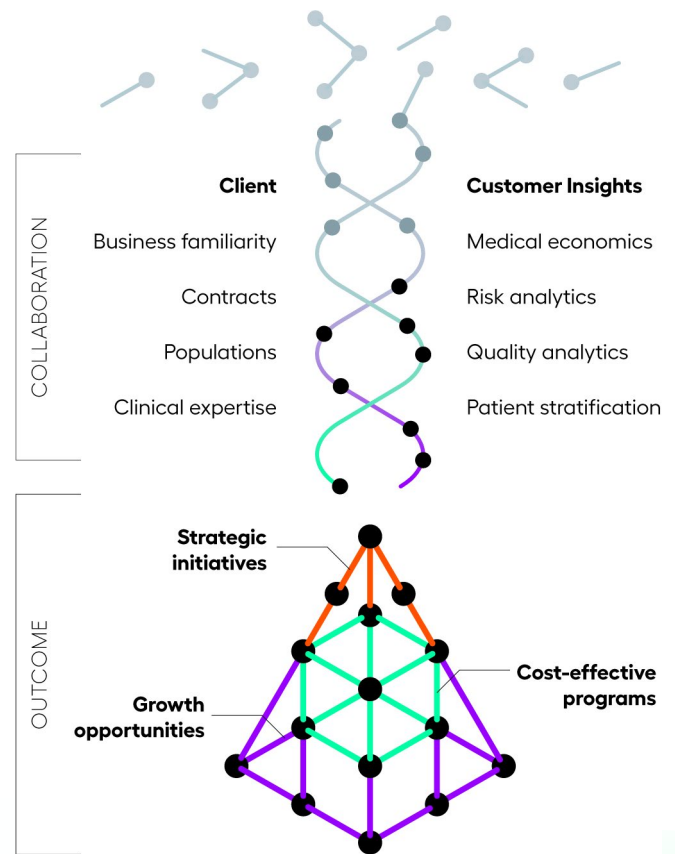 COLLABORATION
Client
Business familiarity
Contracts
Populations
Clinical expertise
Customer Insights
Medical economics
Risk analytics
Quality analytics
Patient stratification
OUTCOME
Strategic
initiatives
Cost-effective
programs
Growth
opportunities